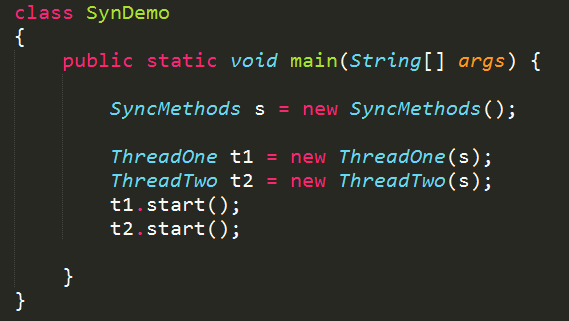 class SynDemo
{
    public static void main(String[] args) {
        SyncMethods s = new SyncMethods();
        ThreadOne t1 = new ThreadOne(s);
        ThreadTwo t2 = new ThreadTwo(s);
        t1.start();
        t2.start();
    }
}